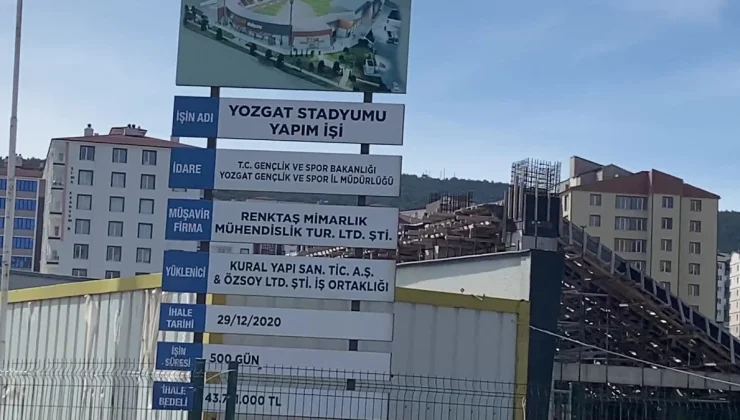 İŞİN ADI
YOZGAT STADYUMU
YAPIM İŞİ
İDARE
T.C. GENÇLİK VE SPOR BAKANLIĞI
YOZGAT GENÇLİK VE SPOR İL MÜDÜRLÜĞÜ
MÜŞAVİR
FİRMA
RENKTAŞ MİMARLIK
MÜHENDİSLİK TUR. LTD. ŞTİ.
YÜKLENİCİ
KURAL YAPI SAN. TİC. A.Ş.
& ÖZSOY LTD. ŞTİ. İŞ ORTAKLIĞI
İHALE
TARİHİ
29/12/2020
İŞİN
SÜRESİ
500 GÜN
İHALE
BEDELİ
TL